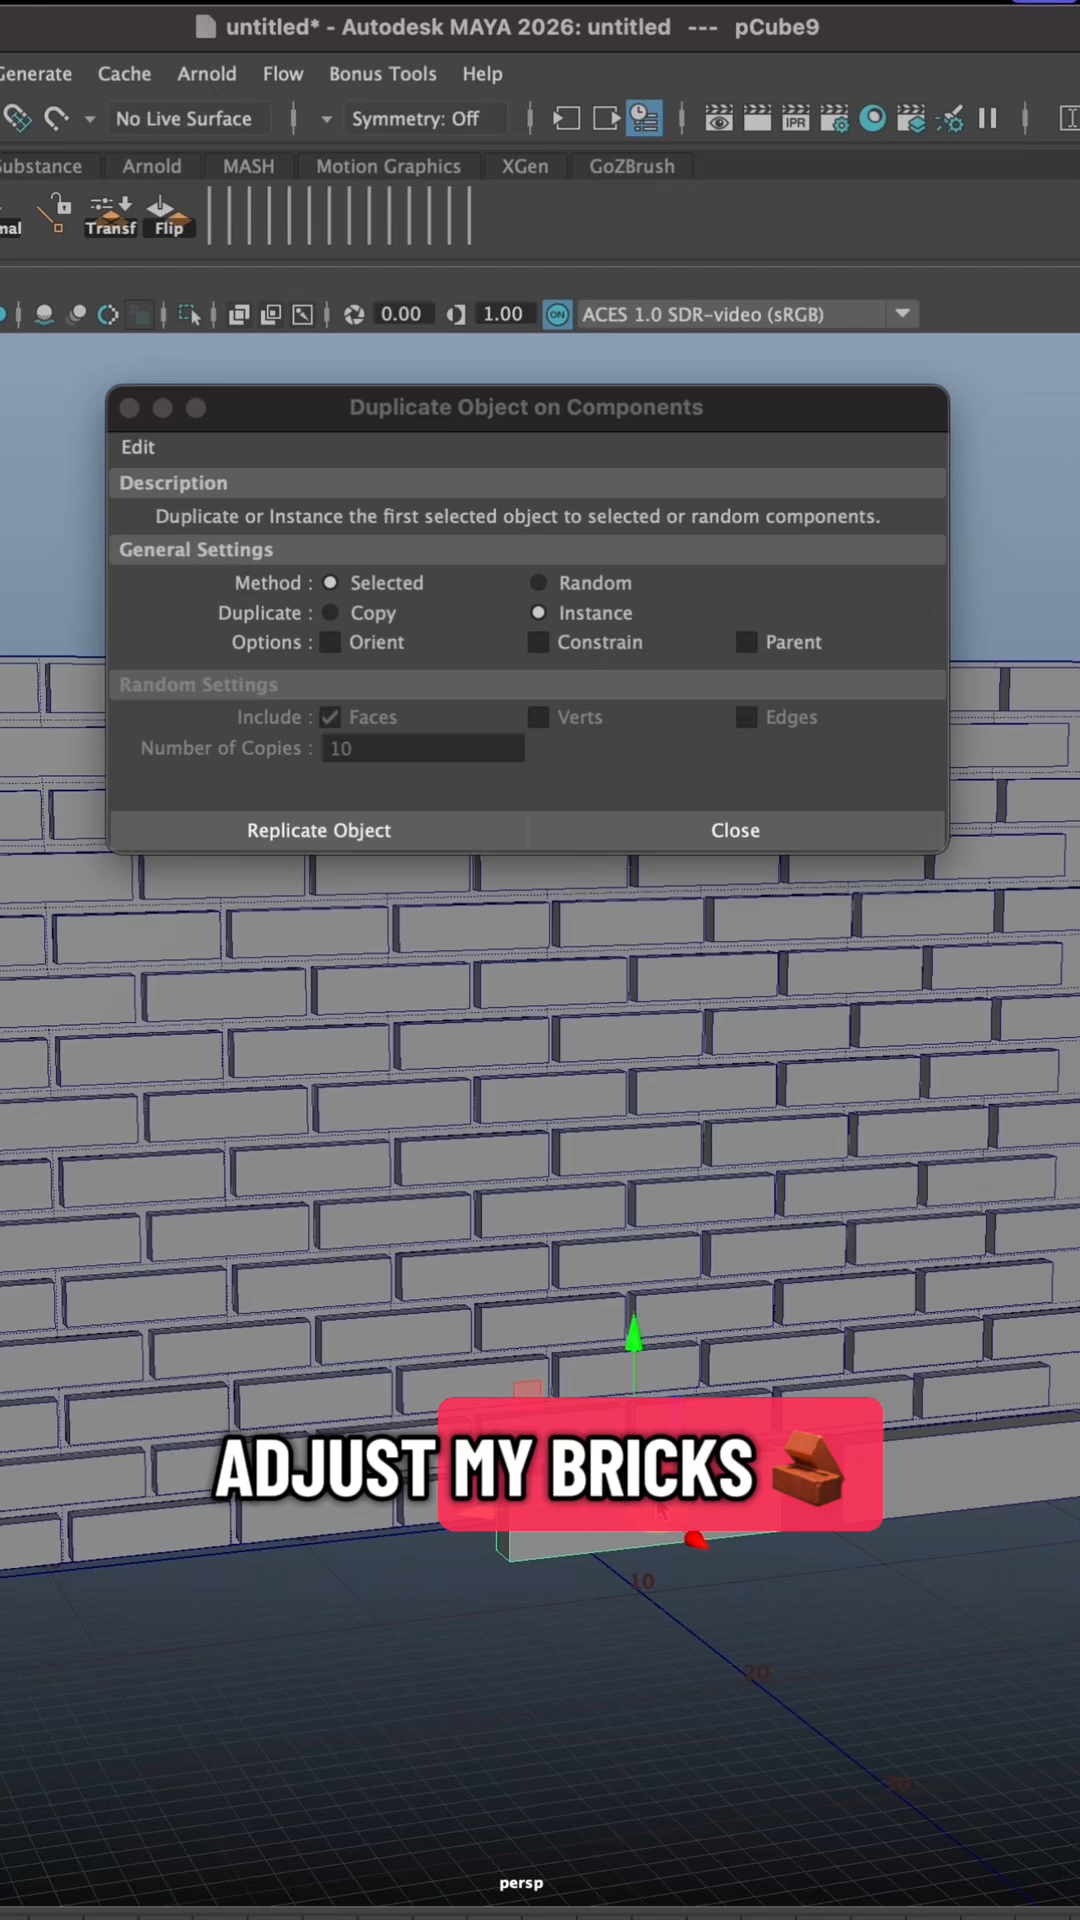 untitled* - Autodesk MAYA 2026: untitled --- pCube9
Generate Cache Arnold Flow Bonus Tools Help
No Live Surface Symmetry: Off IPR
Substance Arnold MASH Motion Graphics XGen GoZBrush
Transf Flip
0.00 1.00 ON ACES 1.0 SDR-video (sRGB)
Duplicate Object on Components
Edit
Description
Duplicate or Instance the first selected object to selected or random components.
General Settings
Method : Selected Random
Duplicate : Copy Instance
Options : Orient Constrain Parent
Random Settings
Include : Faces Verts Edges
Number of Copies : 10
Replicate Object Close
ADJUST MY BRICKS
10
20
persp